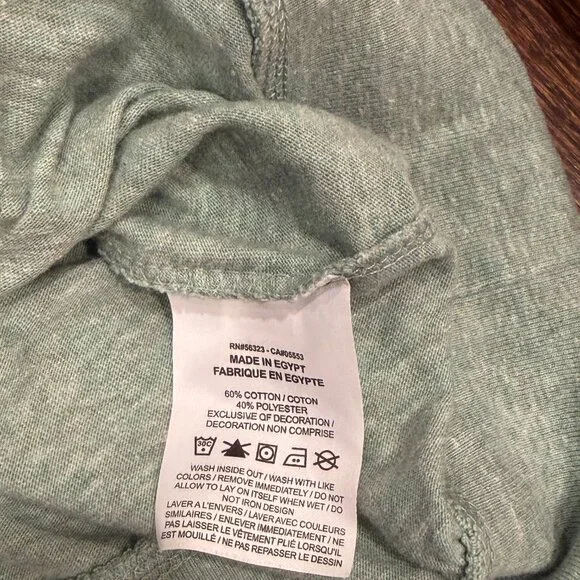 RN#56323 - CA#05553
MADE IN EGYPT
FABRIQUE EN EGYPTE
60% COTTON / COTON
40% POLYESTER
EXCLUSIVE OF DECORATION /
DECORATION NON COMPRISE
30C
WASH INSIDE OUT / WASH WITH LIKE
COLORS / REMOVE IMMEDIATELY / DO NOT
ALLOW TO LAY ON ITSELF WHEN WET / DO
NOT IRON DESIGN
LAVER A L'ENVERS / LAVER AVEC COULEURS
SIMILAIRES / ENLEVER IMMEDIATEMENT / NE
PAS LAISSER LE VÊTEMENT PLIÉ LORSQU'IL
EST MOUILLÉ / NE PAS REPASSER LE DESSIN